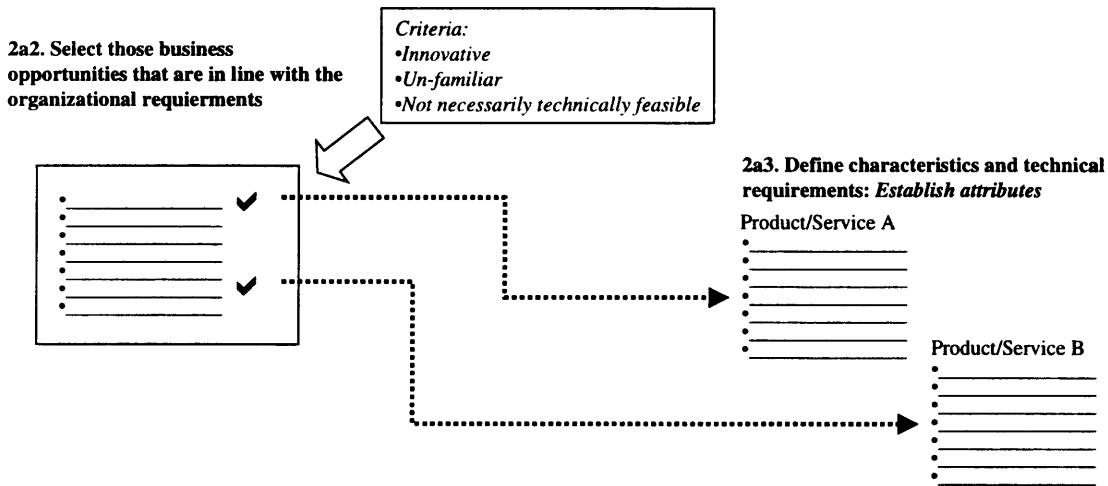 2a2. Select those business
opportunities that are in line with the
organizational requierments
Criteria:
•Innovative
•Un-familiar
•Not necessarily technically feasible
2a3. Define characteristics and technical
requirements: Establish attributes
Product/Service A
Product/Service B